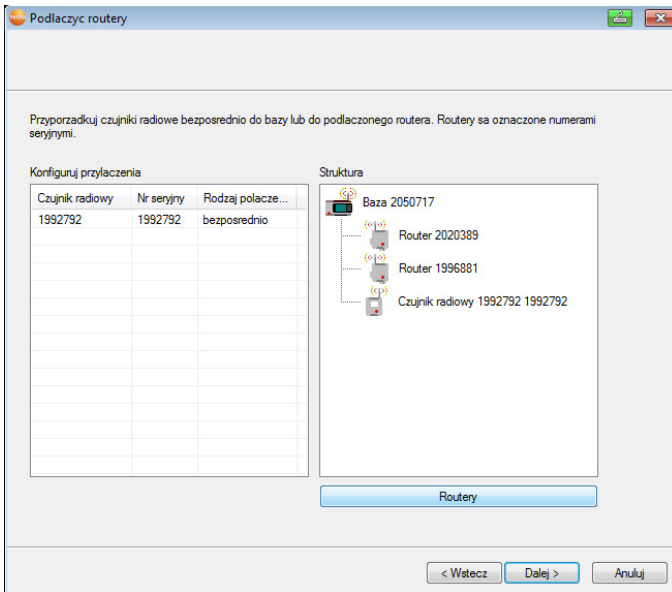 Podlaczyc routery
Przyporzadkuj czujniki radiowe bezposrednio do bazy lub do podlaczonego routera. Routery sa oznaczone numerami
seryjnymi.
Konfiguruj przylaczenia
Czujnik radiowy Nr seryjny Rodzaj polacze...
1992792 1992792 bezposrednio
Struktura
Baza 2050717
Router 2020389
Router 1996881
Czujnik radiowy 1992792 1992792
Routery
< Wstecz Dalej > Anuluj